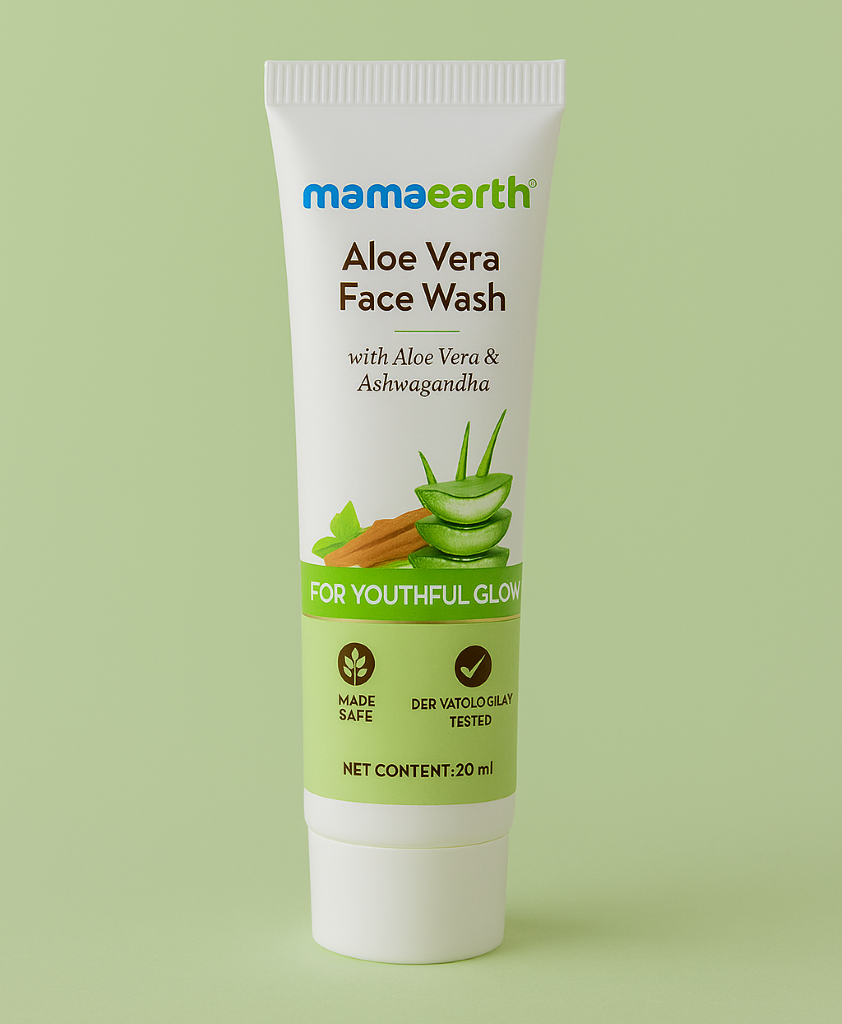 mamaearth®
Aloe Vera
Face Wash
with Aloe Vera &
Ashwagandha
FOR YOUTHFUL GLOW
MADE
SAFE
DER VATOLO GILAY
TESTED
NET CONTENT:20 ml